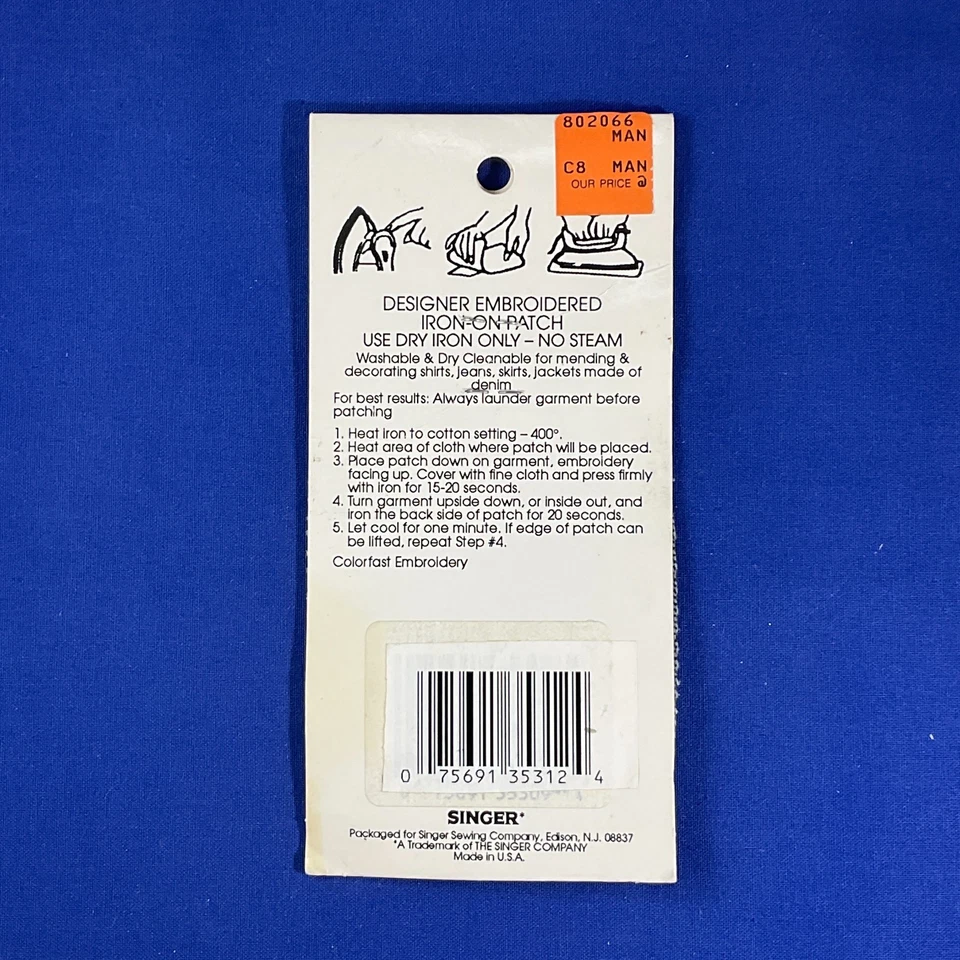 802066
MAN
C8 MAN
OUR PRICE @
DESIGNER EMBROIDERED
IRON-ON PATCH
USE DRY IRON ONLY – NO STEAM
Washable & Dry Cleanable for mending &
decorating shirts, jeans, skirts, jackets made of
denim
For best results: Always launder garment before
patching
1. Heat iron to cotton setting – 400°.
2. Heat area of cloth where patch will be placed.
3. Place patch down on garment, embroidery
facing up. Cover with fine cloth and press firmly
with iron for 15-20 seconds.
4. Turn garment upside down, or inside out, and
iron the back side of patch for 20 seconds.
5. Let cool for one minute. If edge of patch can
be lifted, repeat Step #4.
Colorfast Embroidery
0 75691 35312 4
SINGER*
Packaged for Singer Sewing Company, Edison, N.J. 08837
*A Trademark of THE SINGER COMPANY
Made in U.S.A.